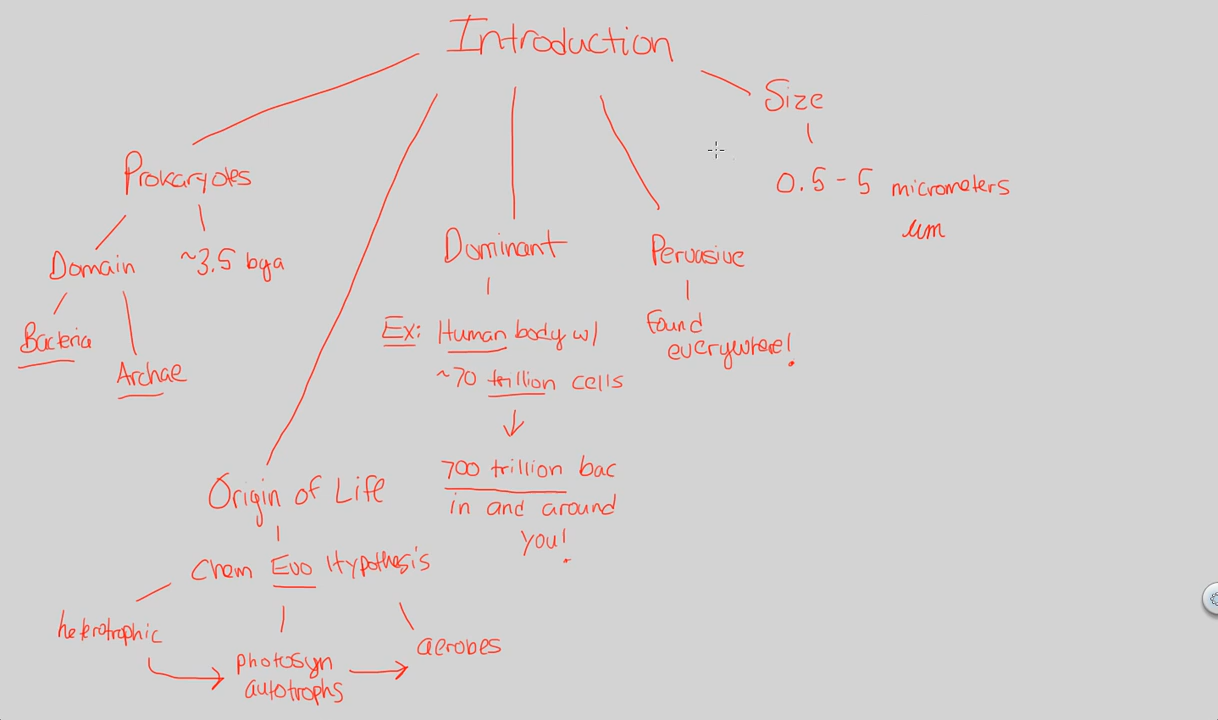 Introduction
Size
0.5 - 5 micrometers
µm
Prokaryotes
Domain
~3.5 bya
Bacteria
Archae
Dominant
Ex: Human body w/
~70 trillion cells
700 trillion bac
in and around
you!
Pervasive
Found
everywhere!
Origin of Life
Chem Evo Hypothesis
heterotrophic
photosyn
autotrophs
aerobes